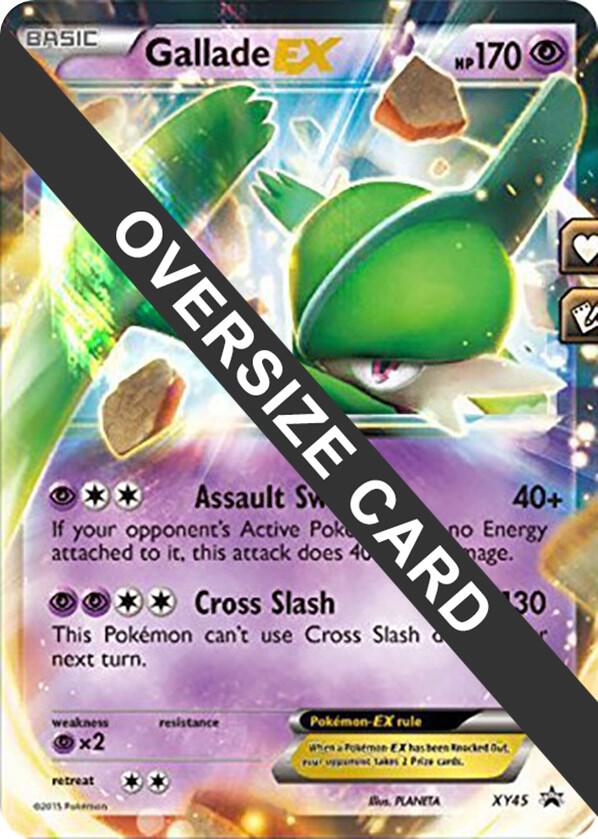 BASIC
Gallade EX HP170
OVERSIZE CARD
Assault Sw 40+
If your opponent's Active Poké no Energy
attached to it, this attack does 40 mage.
Cross Slash 130
This Pokémon can't use Cross Slash d r
next turn.
weakness resistance
x2
Pokémon-EX rule
When a Pokémon-EX has been Knocked Out,
your opponent takes 2 Prize cards.
retreat
©2015 Pokémon Illus. PLANETA XY45